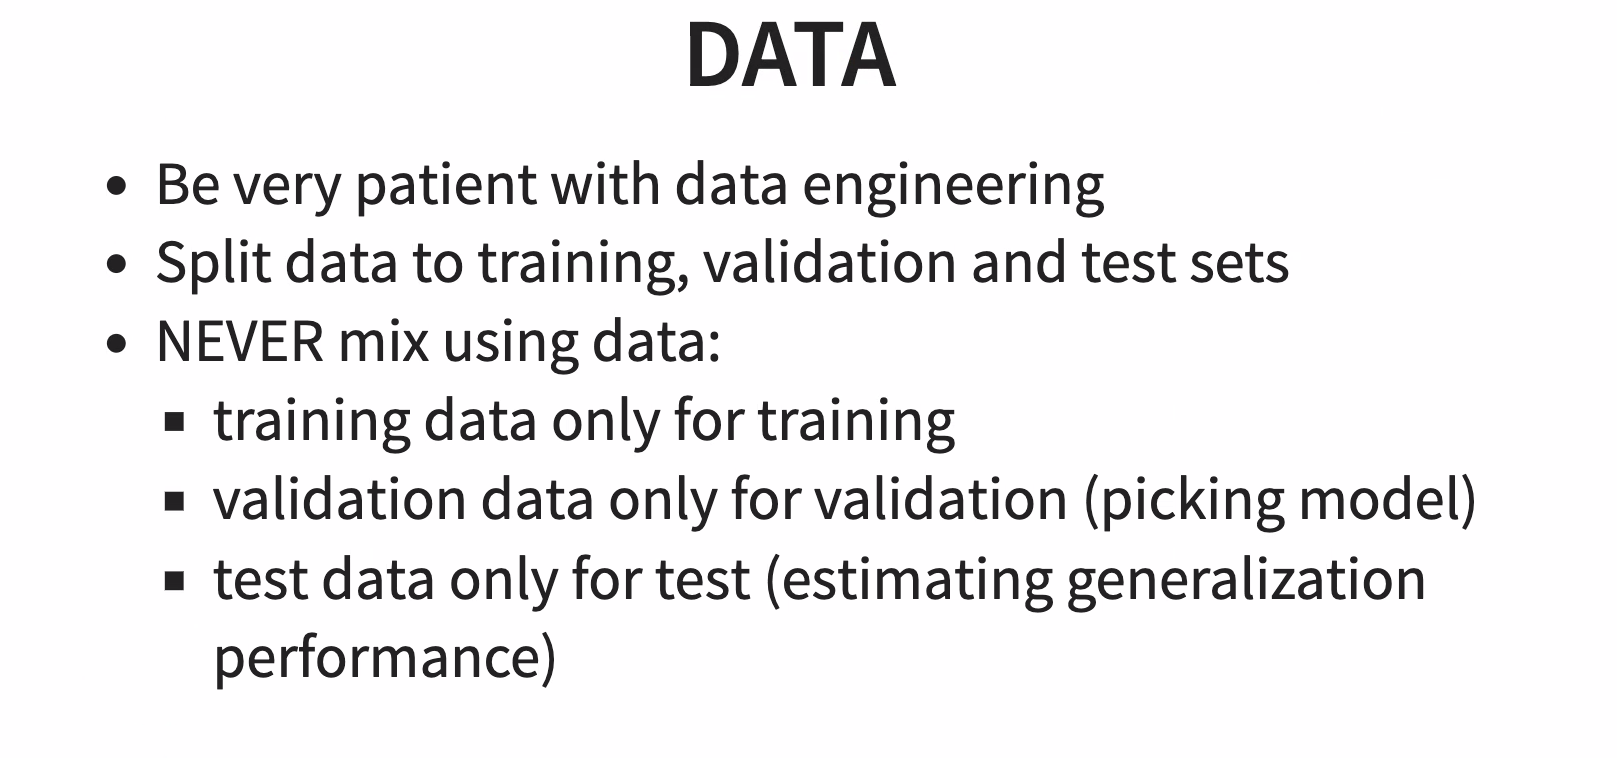 DATA
• Be very patient with data engineering
• Split data to training, validation and test sets
• NEVER mix using data:
▪ training data only for training
▪ validation data only for validation (picking model)
▪ test data only for test (estimating generalization
performance)